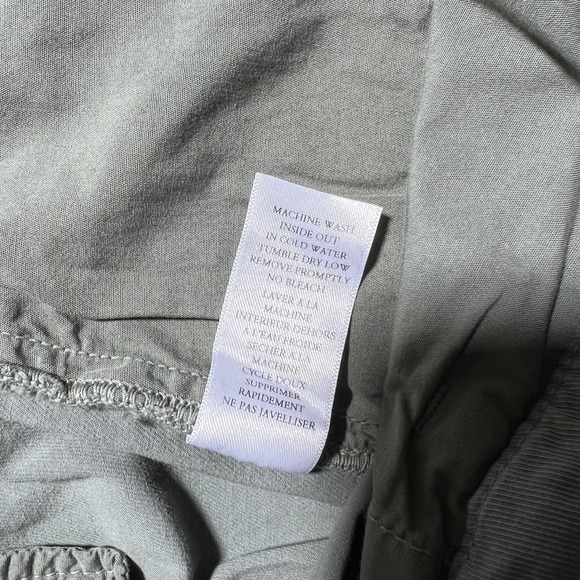 MACHINE WASH
INSIDE OUT
IN COLD WATER
TUMBLE DRY LOW
REMOVE PROMPTLY
NO BLEACH
LAVER A LA
MACHINE
INTERIEUR DEHORS
A L'EAU FROIDE
SECHER A LA
MACHINE
CYCLE DOUX
SUPPRIMER
RAPIDEMENT
NE PAS JAVELLISER